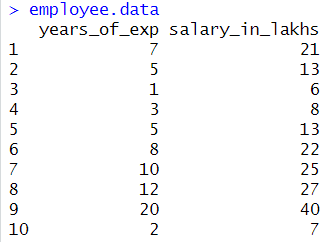 > employee.data
years_of_exp salary_in_lakhs
1 7 21
2 5 13
3 1 6
4 3 8
5 5 13
6 8 22
7 10 25
8 12 27
9 20 40
10 2 7